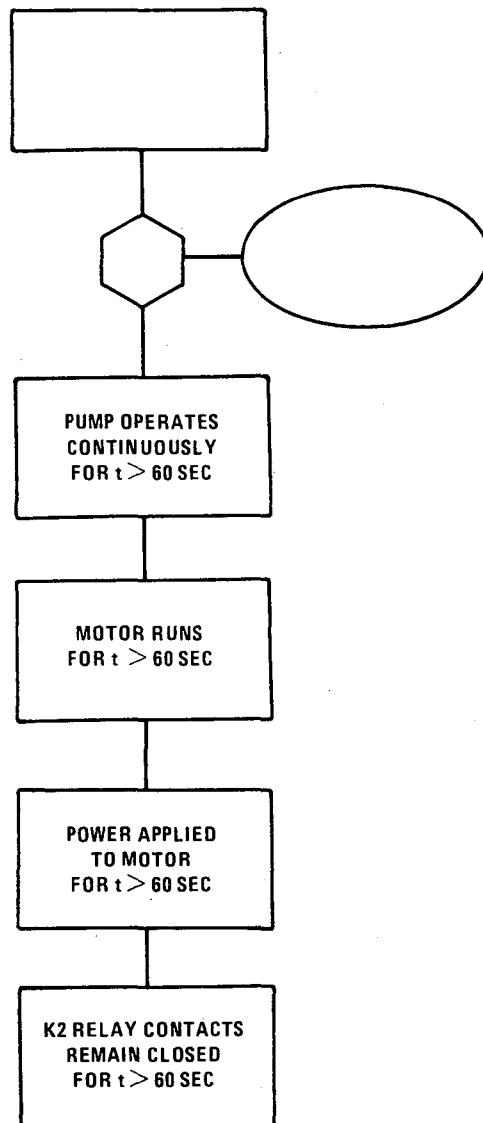 PUMP OPERATES
CONTINUOUSLY
FOR t > 60 SEC
MOTOR RUNS
FOR t > 60 SEC
POWER APPLIED
TO MOTOR
FOR t > 60 SEC
K2 RELAY CONTACTS
REMAIN CLOSED
FOR t > 60 SEC